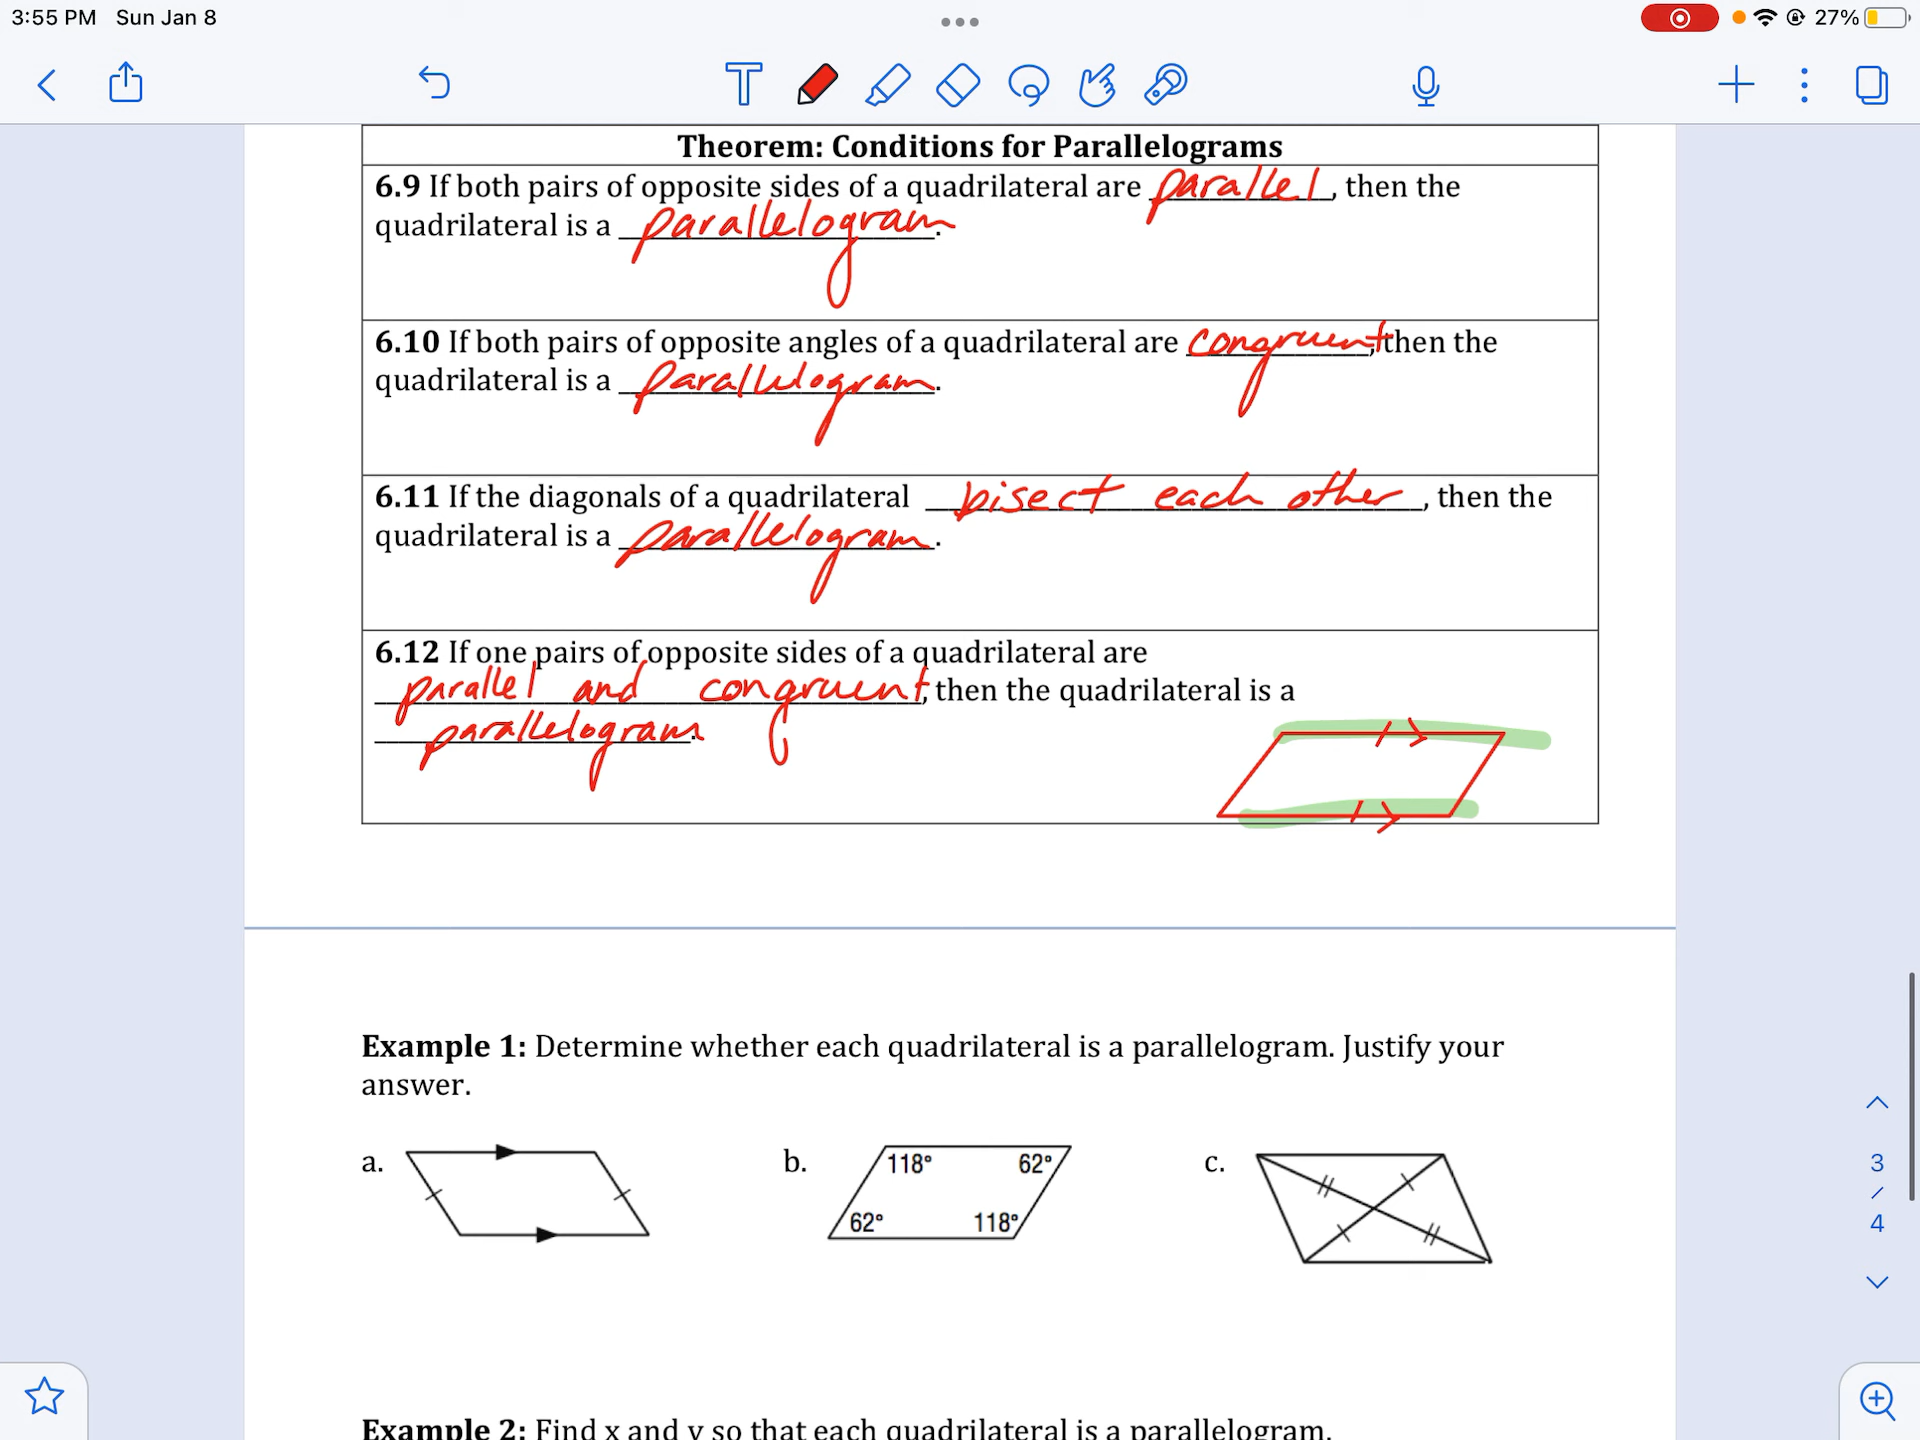 3:55 PM Sun Jan 8
27%
Theorem: Conditions for Parallelograms
6.9 If both pairs of opposite sides of a quadrilateral are parallel, then the
quadrilateral is a parallelogram.
6.10 If both pairs of opposite angles of a quadrilateral are congruent, then the
quadrilateral is a parallelogram.
6.11 If the diagonals of a quadrilateral bisect each other, then the
quadrilateral is a parallelogram.
6.12 If one pairs of opposite sides of a quadrilateral are
parallel and congruent, then the quadrilateral is a
parallelogram.
Example 1: Determine whether each quadrilateral is a parallelogram. Justify your
answer.
a.
b. 118° 62°
62° 118°
c.
3
/
4
Example 2: Find x and y so that each quadrilateral is a parallelogram.